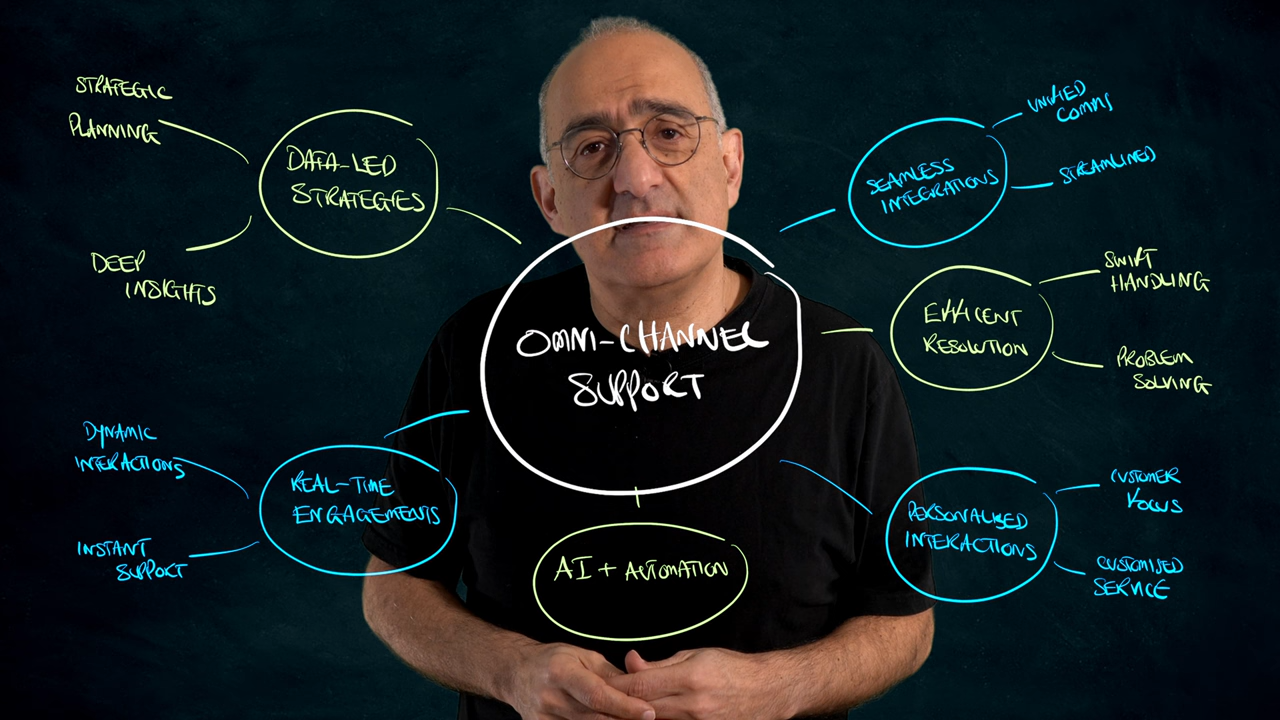 STRATEGIC
PLANNING
DATA-LED
STRATEGIES
DEEP
INSIGHTS
OMNI-CHANNEL
SUPPORT
SEAMLESS
INTEGRATIONS
UNIFIED
COMMS
STREAMLINED
EFFICENT
RESOLUTION
SWIFT
HANDLING
PROBLEM
SOLVING
DYNAMIC
INTERACTIONS
REAL-TIME
ENGAGEMENTS
INSTANT
SUPPORT
AI + AUTOMATION
PERSONALISED
INTERACTIONS
CUSTOMER
FOCUS
CUSTOMISED
SERVICE